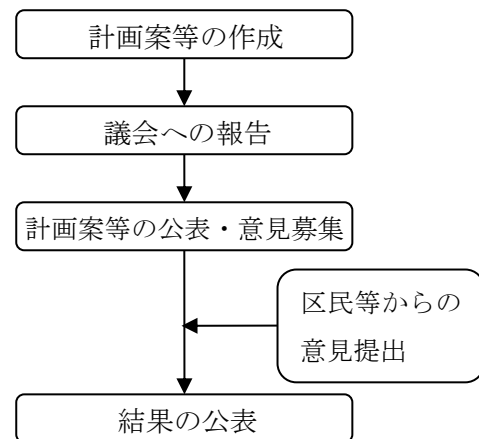 計画案等の作成
議会への報告
計画案等の公表・意見募集
区民等からの
意見提出
結果の公表